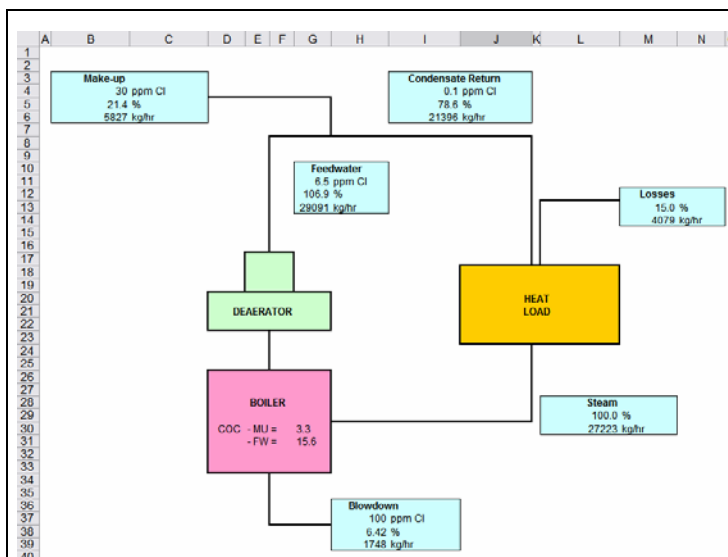 A B C D E F G H I J K L M N
1
2
3 Make-up Condensate Return
4 30 ppm Cl 0.1 ppm Cl
5 21.4 % 78.6 %
6 5827 kg/hr 21396 kg/hr
7
8
9
10 Feedwater
11 6.5 ppm Cl
12 106.9 % Losses
13 29091 kg/hr 15.0 %
14 4079 kg/hr
15
16
17
18
19
20 HEAT
21 DEAERATOR LOAD
22
23
24
25
26
27
28 BOILER Steam
29 100.0 %
30 COC - MU = 3.3 27223 kg/hr
31 - FW = 15.6
32
33
34
35
36 Blowdown
37 100 ppm Cl
38 6.42 %
39 1748 kg/hr
40